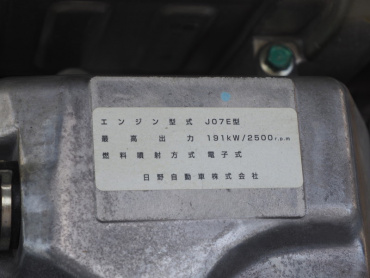 エンジン型式 J07E型
最高出力 191kW/2500r.p.m
燃料噴射方式 電子式
日野自動車株式会社